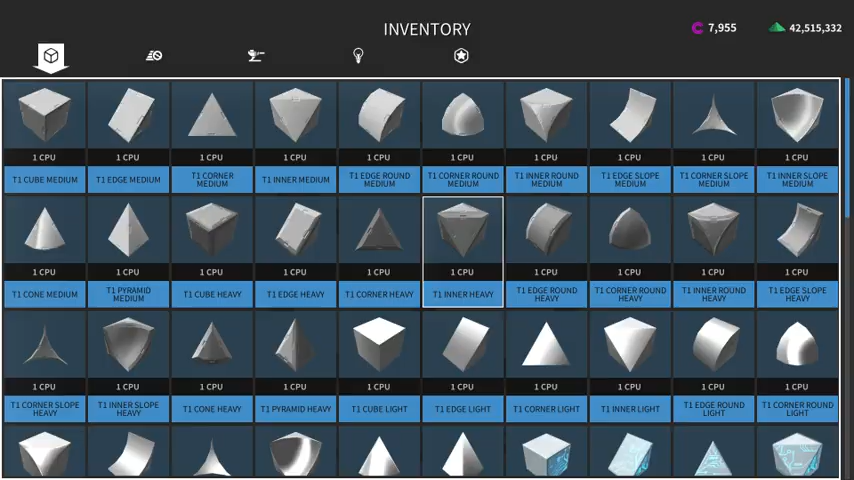 INVENTORY
7,955
42,515,332
1 CPU
1 CPU
1 CPU
1 CPU
1 CPU
1 CPU
1 CPU
1 CPU
1 CPU
1 CPU
T1 CUBE MEDIUM
T1 EDGE MEDIUM
T1 CORNER
MEDIUM
T1 INNER MEDIUM
T1 EDGE ROUND
MEDIUM
T1 CORNER ROUND
MEDIUM
T1 INNER ROUND
MEDIUM
T1 EDGE SLOPE
MEDIUM
T1 CORNER SLOPE
MEDIUM
T1 INNER SLOPE
MEDIUM
1 CPU
1 CPU
1 CPU
1 CPU
1 CPU
1 CPU
1 CPU
1 CPU
1 CPU
1 CPU
T1 CONE MEDIUM
T1 PYRAMID
MEDIUM
T1 CUBE HEAVY
T1 EDGE HEAVY
T1 CORNER HEAVY
T1 INNER HEAVY
T1 EDGE ROUND
HEAVY
T1 CORNER ROUND
HEAVY
T1 INNER ROUND
HEAVY
T1 EDGE SLOPE
HEAVY
1 CPU
1 CPU
1 CPU
1 CPU
1 CPU
1 CPU
1 CPU
1 CPU
1 CPU
1 CPU
T1 CORNER SLOPE
HEAVY
T1 INNER SLOPE
HEAVY
T1 CONE HEAVY
T1 PYRAMID HEAVY
T1 CUBE LIGHT
T1 EDGE LIGHT
T1 CORNER LIGHT
T1 INNER LIGHT
T1 EDGE ROUND
LIGHT
T1 CORNER ROUND
LIGHT